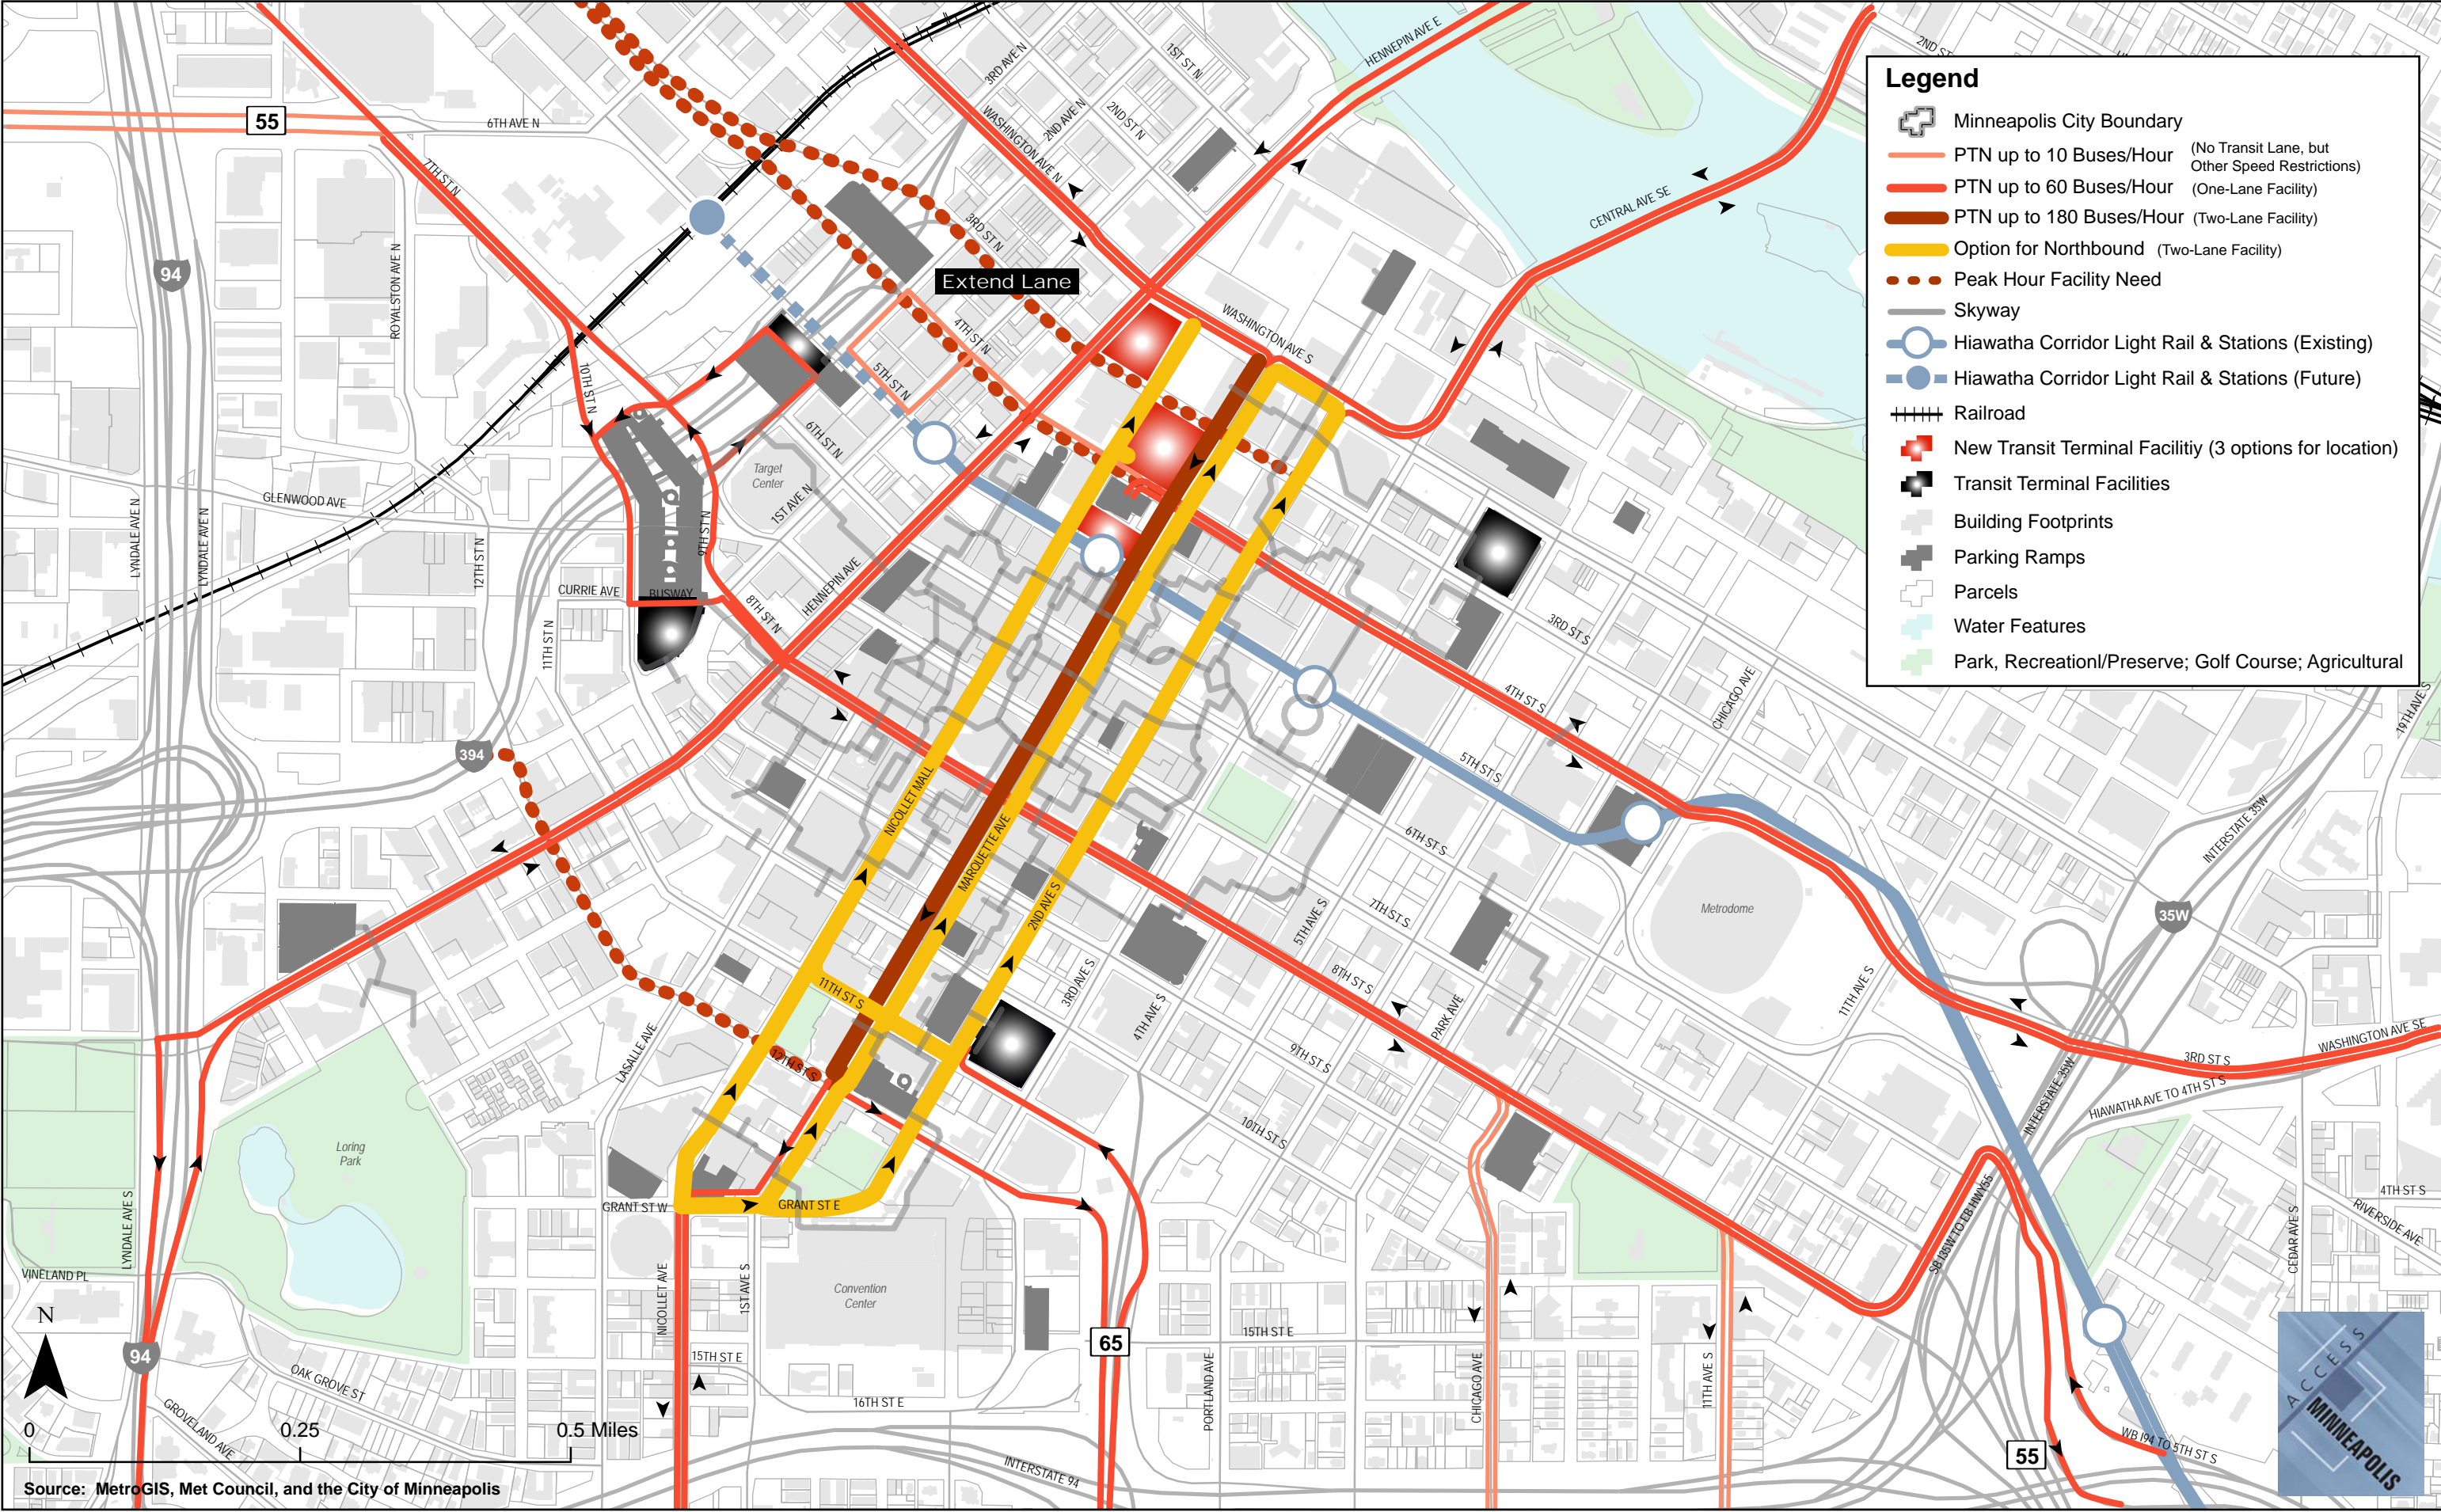 Legend
Minneapolis City Boundary
PTN up to 10 Buses/Hour (No Transit Lane, but
Other Speed Restrictions)
PTN up to 60 Buses/Hour (One-Lane Facility)
PTN up to 180 Buses/Hour (Two-Lane Facility)
Option for Northbound (Two-Lane Facility)
Peak Hour Facility Need
Skyway
Hiawatha Corridor Light Rail & Stations (Existing)
Hiawatha Corridor Light Rail & Stations (Future)
Railroad
New Transit Terminal Facilitiy (3 options for location)
Transit Terminal Facilities
Building Footprints
Parking Ramps
Parcels
Water Features
Park, Recreationl/Preserve; Golf Course; Agricultural
2ND ST
HENNEPIN AVE E
1ST ST N
3RD AVE N
2ND AVE N
2ND ST N
WASHINGTON AVE N
55
6TH AVE N
7TH ST N
CENTRAL AVE SE
3RD ST N
94
ROYALSTON AVE N
Extend Lane
WASHINGTON AVE S
4TH ST N
5TH ST N
10TH ST N
6TH ST N
Target
Center
1ST AVE N
GLENWOOD AVE
LYNDALE AVE N
LYNDALE AVE N
12TH ST N
9TH ST N
CURRIE AVE
BUSWAY
HENNEPIN AVE
8TH ST N
11TH ST N
3RD ST S
4TH ST S
CHICAGO AVE
19TH AVE S
394
5TH ST S
NICOLLET MALL
MARQUETTE AVE
2ND AVE S
6TH ST S
INTERSTATE 35W
Metrodome
35W
7TH ST S
5TH AVE S
8TH ST S
11TH ST S
3RD AVE S
4TH AVE S
PARK AVE
11TH AVE S
LASALLE AVE
12TH ST S
9TH ST S
WASHINGTON AVE SE
3RD ST S
INTERSTATE 35W
HIAWATHA AVE TO 4TH ST S
10TH ST S
Loring
Park
4TH ST S
RIVERSIDE AVE
GRANT ST W
GRANT ST E
LYNDALE AVE S
SB I35W TO EB HWY55
CEDAR AVE S
VINELAND PL
Convention
Center
NICOLLET AVE
1ST AVE S
N
94
65
15TH ST E
15TH ST E
PORTLAND AVE
CHICAGO AVE
11TH AVE S
OAK GROVE ST
16TH ST E
GROVELAND AVE
INTERSTATE 94
55
WB I94 TO 5TH ST S
ACCESS
MINNEAPOLIS
0 0.25 0.5 Miles
Source: MetroGIS, Met Council, and the City of Minneapolis